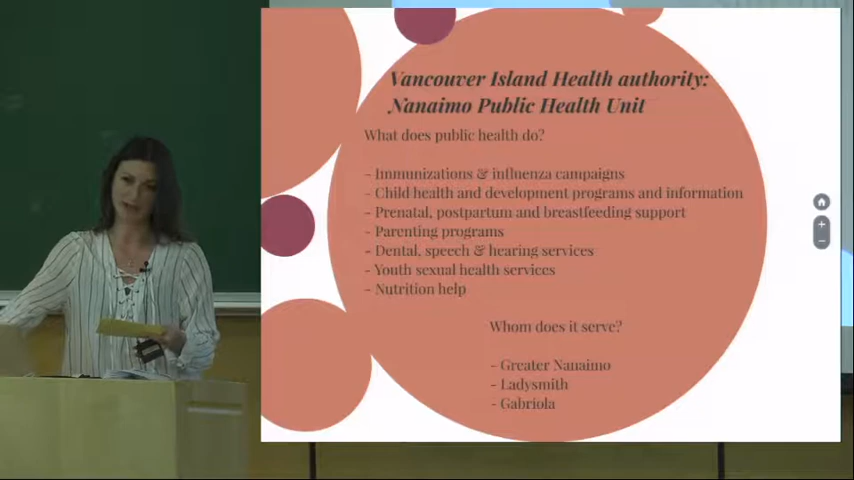 Vancouver Island Health authority:
Nanaimo Public Health Unit
What does public health do?
- Immunizations & influenza campaigns
- Child health and development programs and information
- Prenatal, postpartum and breastfeeding support
- Parenting programs
- Dental, speech & hearing services
- Youth sexual health services
- Nutrition help
Whom does it serve?
- Greater Nanaimo
- Ladysmith
- Gabriola